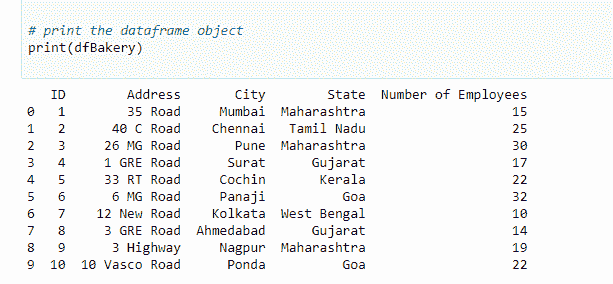 # print the dataframe object
print(dfBakery)
ID Address City State Number of Employees
0 1 35 Road Mumbai Maharashtra 15
1 2 40 C Road Chennai Tamil Nadu 25
2 3 26 MG Road Pune Maharashtra 30
3 4 1 GRE Road Surat Gujarat 17
4 5 33 RT Road Cochin Kerala 22
5 6 6 MG Road Panaji Goa 32
6 7 12 New Road Kolkata West Bengal 10
7 8 3 GRE Road Ahmedabad Gujarat 14
8 9 3 Highway Nagpur Maharashtra 19
9 10 10 Vasco Road Ponda Goa 22